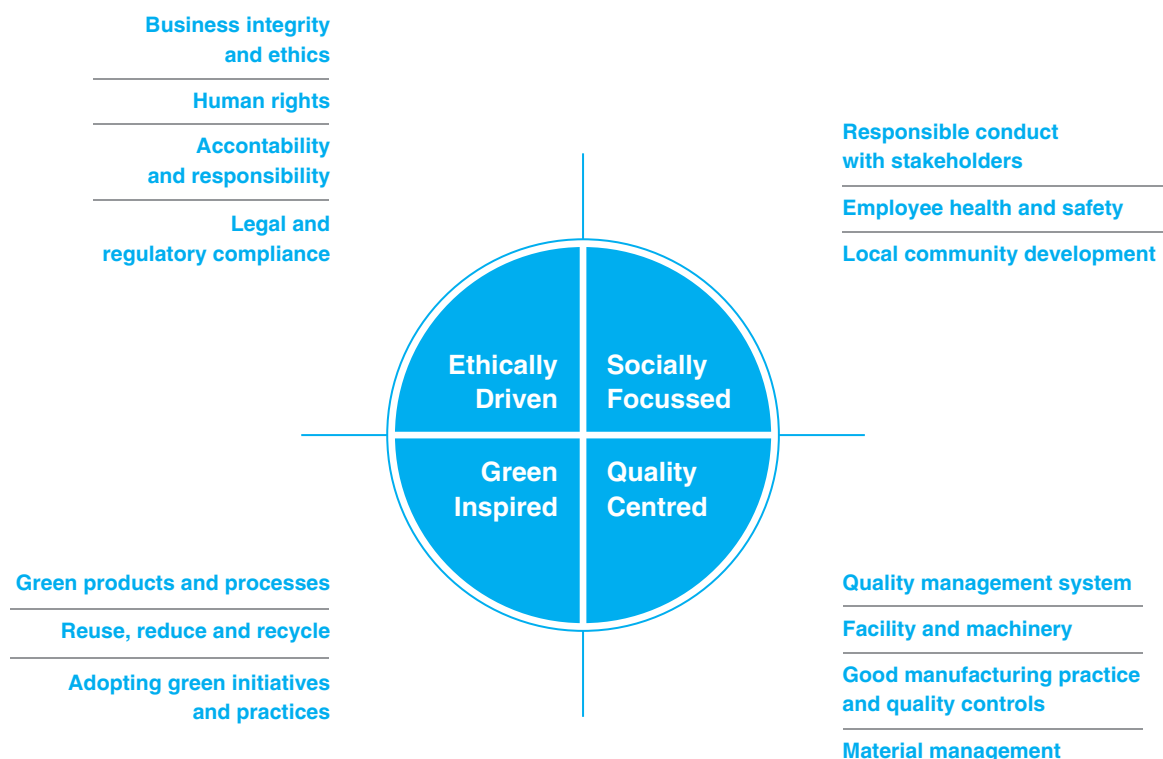 Business integrity
and ethics
Human rights
Accontability
and responsibility
Legal and
regulatory compliance
Responsible conduct
with stakeholders
Employee health and safety
Local community development
Ethically
Driven
Socially
Focussed
Green
Inspired
Quality
Centred
Green products and processes
Reuse, reduce and recycle
Adopting green initiatives
and practices
Quality management system
Facility and machinery
Good manufacturing practice
and quality controls
Material management